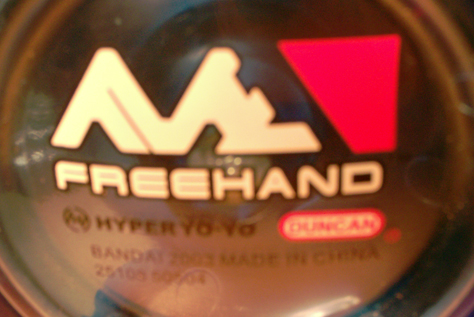 FREEHAND
HYPER YO-YO DUNCAN
BANDAI 2003 MADE IN CHINA